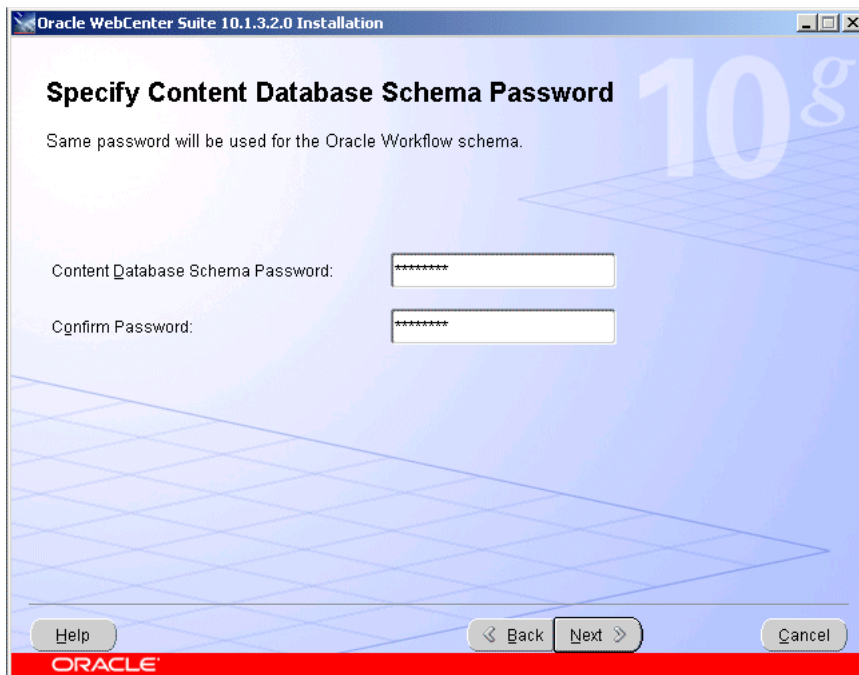 Oracle WebCenter Suite 10.1.3.2.0 Installation
10g
Specify Content Database Schema Password
Same password will be used for the Oracle Workflow schema.
Content Database Schema Password: ********
Confirm Password: ********
Help Back Next Cancel
ORACLE